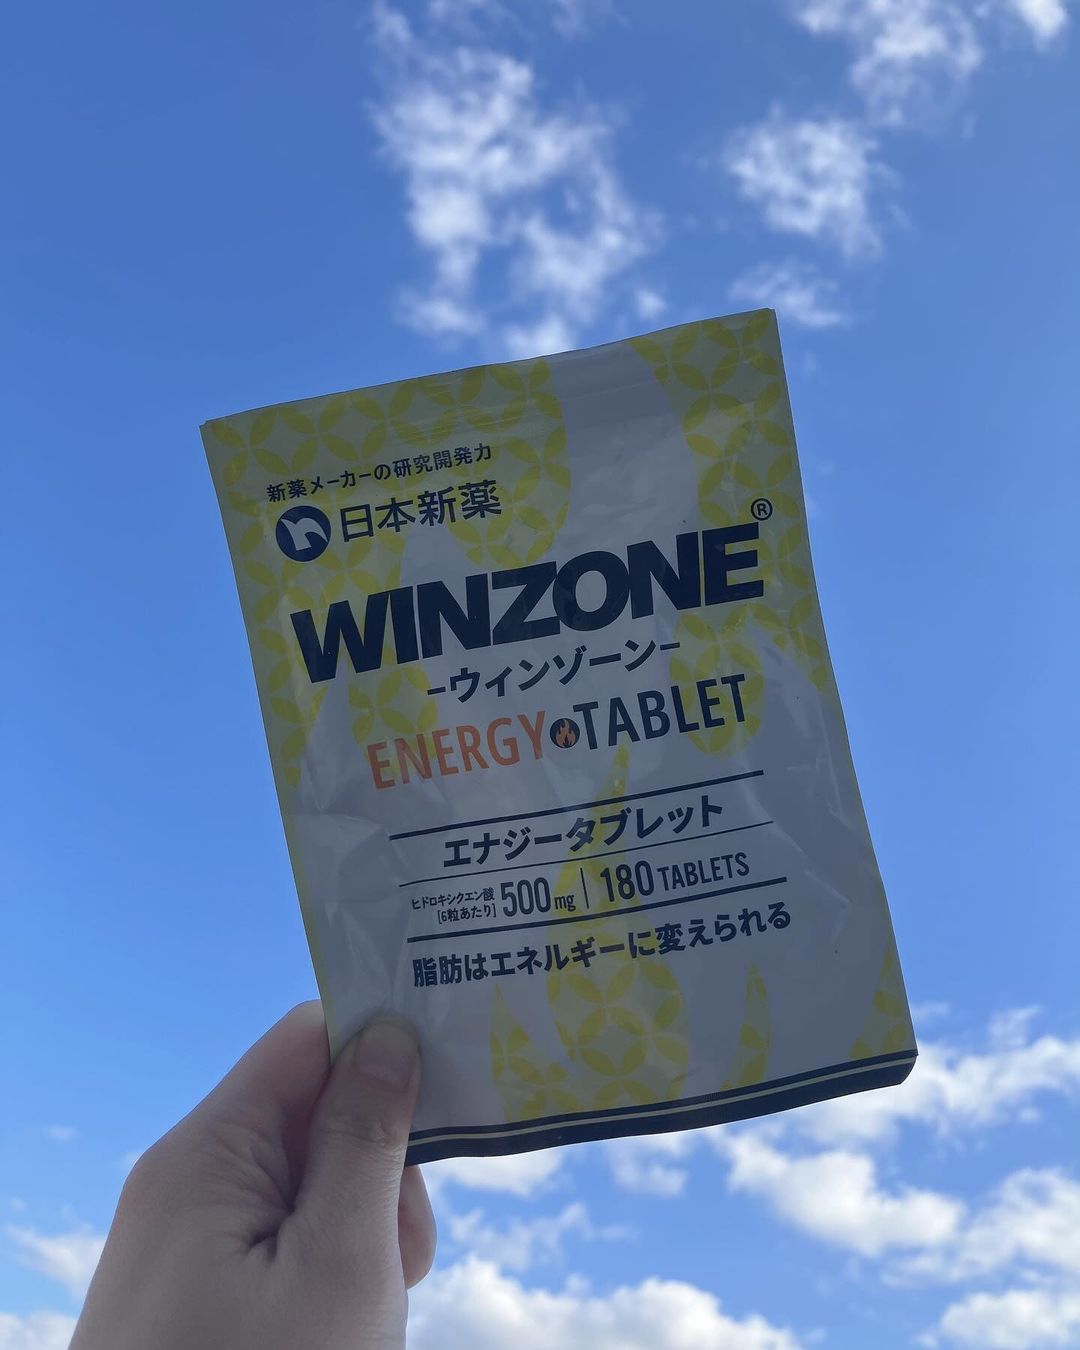 新薬メーカーの研究開発力
日本新薬
WINZONE®
-ウィンゾーン-
ENERGY TABLET
エナジータブレット
ヒドロキシクエン酸
[6粒あたり] 500mg | 180 TABLETS
脂肪はエネルギーに変えられる